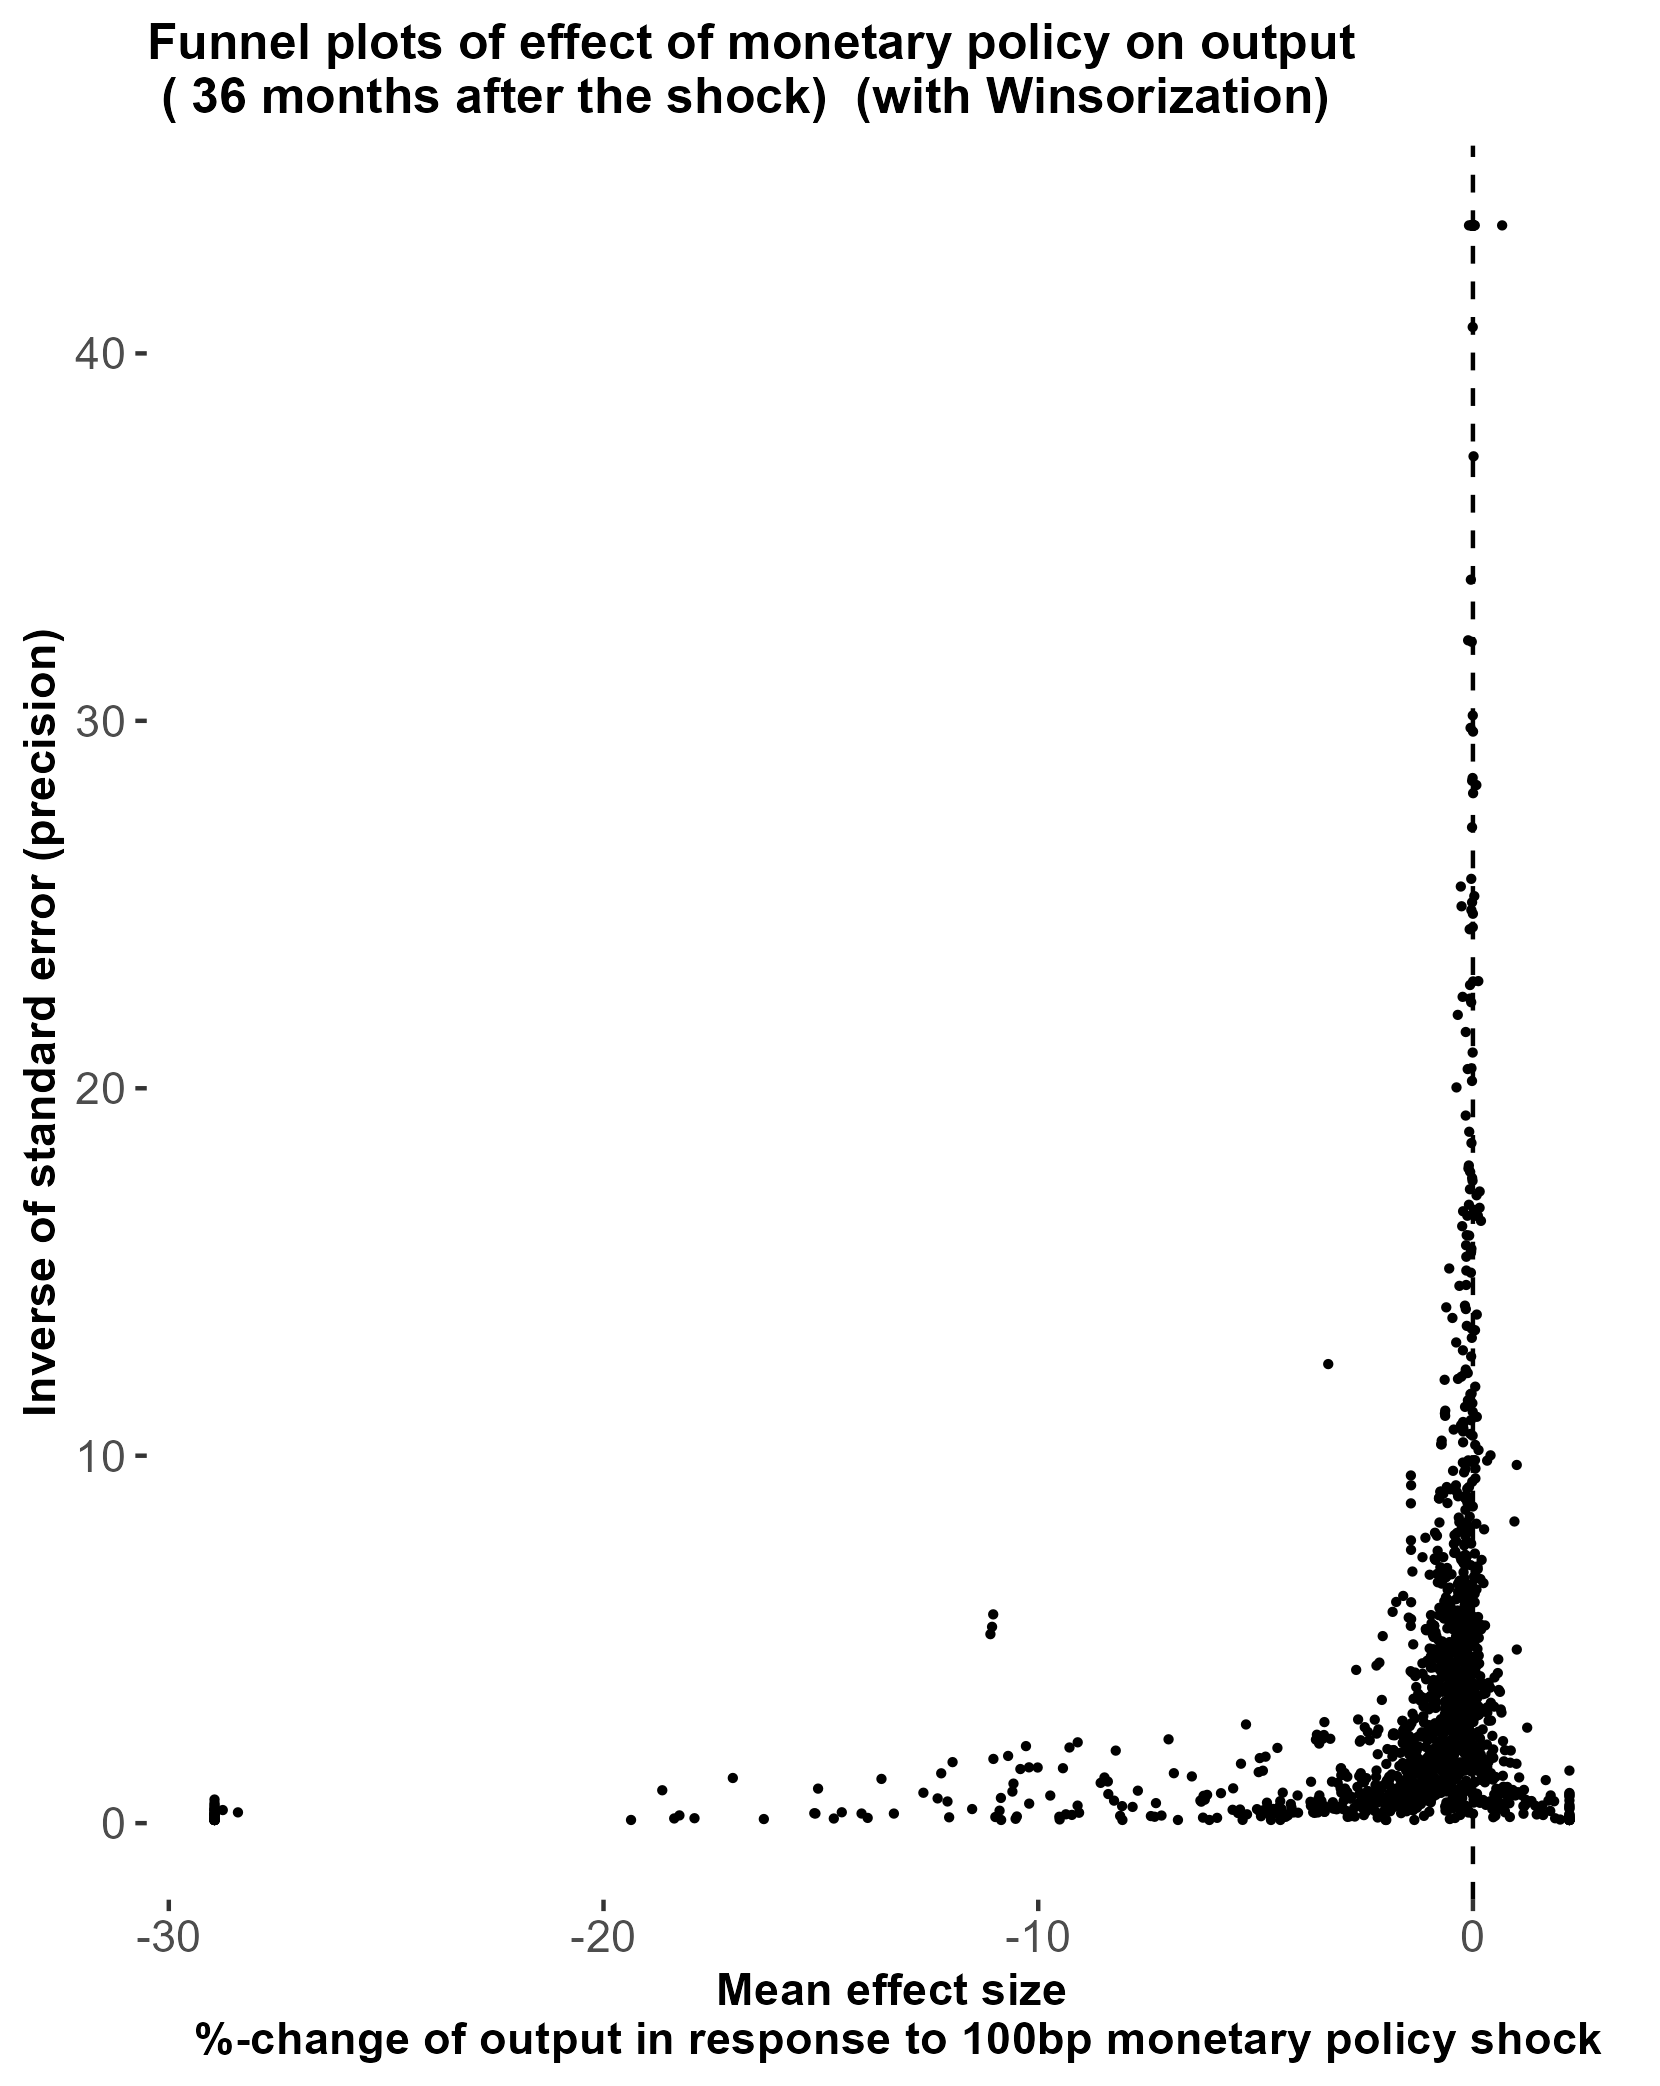 Funnel plots of effect of monetary policy on output
( 36 months after the shock)  (with Winsorization)
Inverse of standard error (precision)
40
30
20
10
0
-30 -20 -10 0
Mean effect size
%-change of output in response to 100bp monetary policy shock